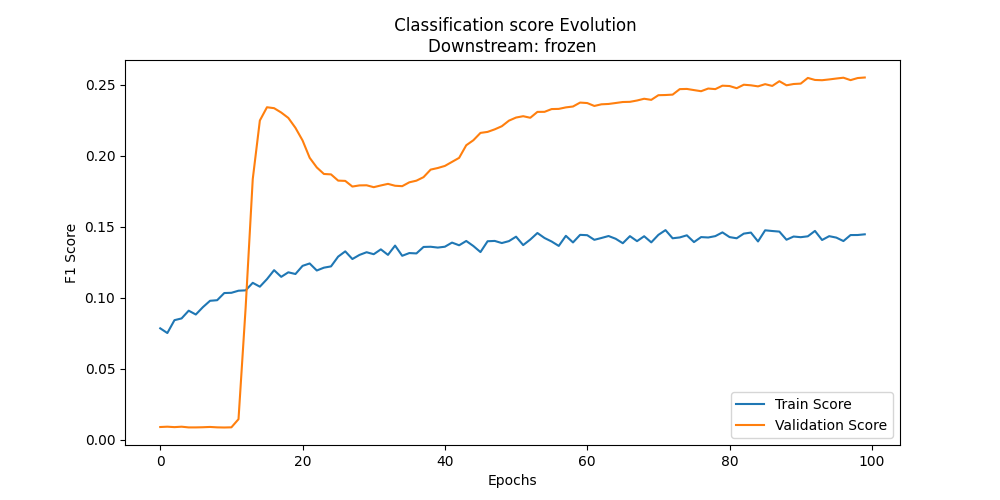 Classification score Evolution
Downstream: frozen
F1 Score
0.25
0.20
0.15
0.10
0.05
0.00
0
20
40
60
80
100
Epochs
Train Score
Validation Score